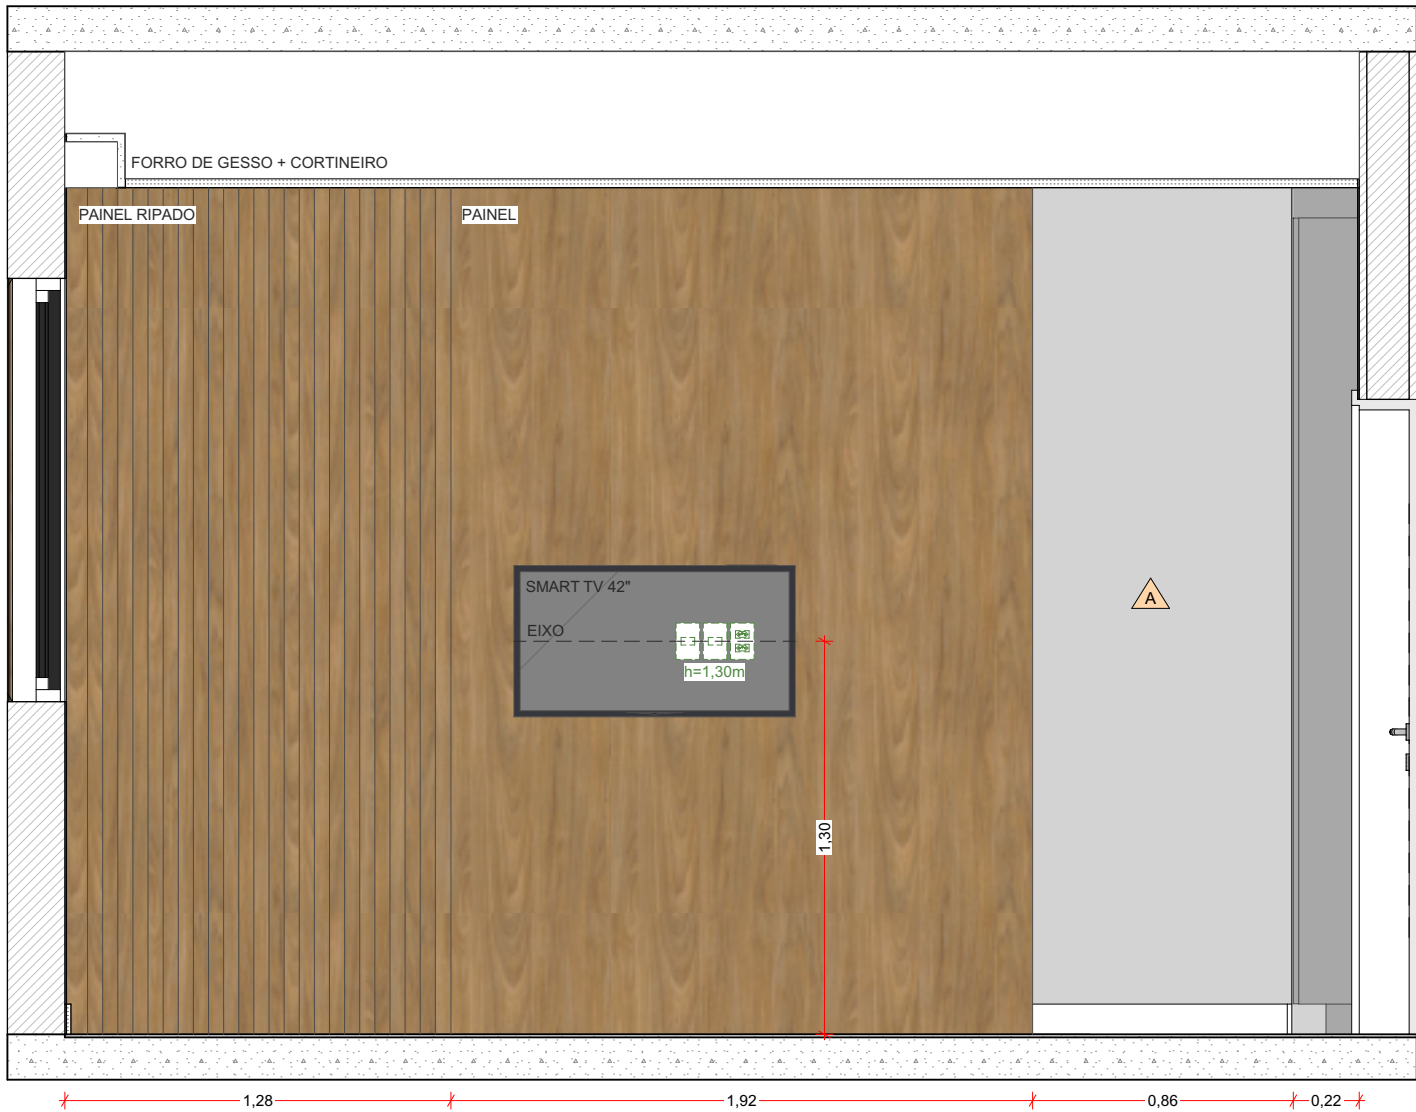 FORRO DE GESSO + CORTINEIRO
PAINEL RIPADO
PAINEL
SMART TV 42"
EIXO
h=1,30m
A
1,30
1,28
1,92
0,86
0,22